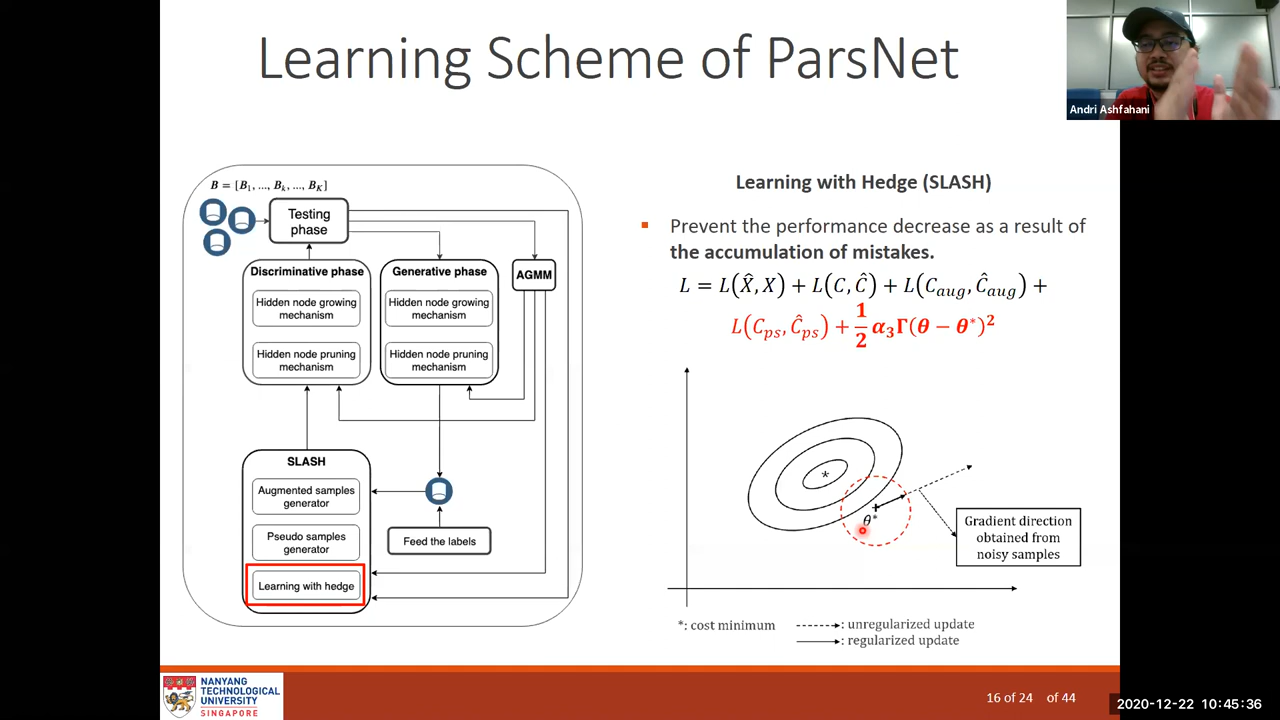 Learning Scheme of ParsNet
Andri Ashfahani
B = [B₁, ..., Bₖ, ..., B_K]
Testing
phase
Discriminative phase
Hidden node growing
mechanism
Hidden node pruning
mechanism
Generative phase
Hidden node growing
mechanism
Hidden node pruning
mechanism
AGMM
SLASH
Augmented samples
generator
Pseudo samples
generator
Learning with hedge
Feed the labels
Learning with Hedge (SLASH)
▪ Prevent the performance decrease as a result of
the accumulation of mistakes.
L = L(X̂, X) + L(C, Ĉ) + L(C_aug, Ĉ_aug) +
L(C_ps, Ĉ_ps) + 1/2 α₃Γ(θ − θ*)²
*
θ*
Gradient direction
obtained from
noisy samples
*: cost minimum
: unregularized update
: regularized update
NANYANG
TECHNOLOGICAL
UNIVERSITY
SINGAPORE
16 of 24 of 44
2020-12-22 10:45:36